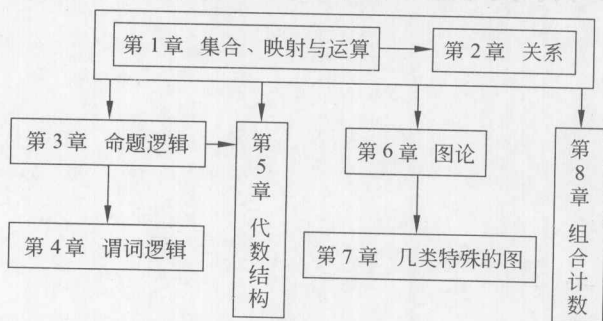 第1章 集合、映射与运算
第2章 关系
第3章 命题逻辑
第5章 代数结构
第6章 图论
第8章 组合计数
第4章 谓词逻辑
第7章 几类特殊的图